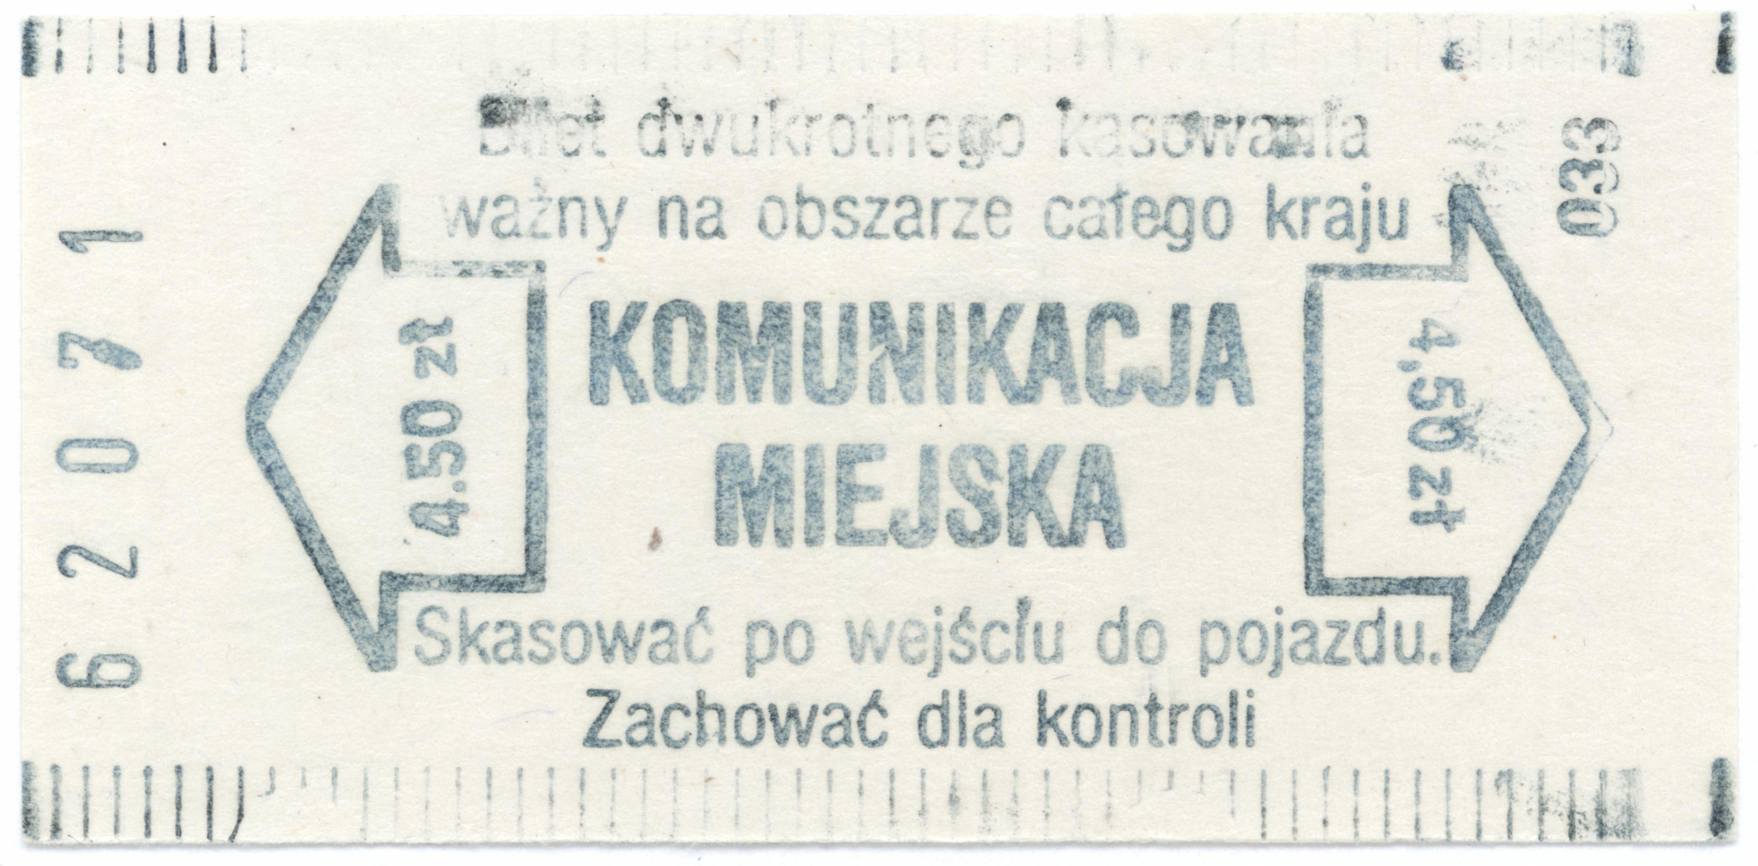 Bilet dwukrotnego kasowania
ważny na obszarze całego kraju
KOMUNIKACJA
MIEJSKA
Skasować po wejściu do pojazdu.
Zachować dla kontroli
4.50 zł
4,50 zł
62071
033